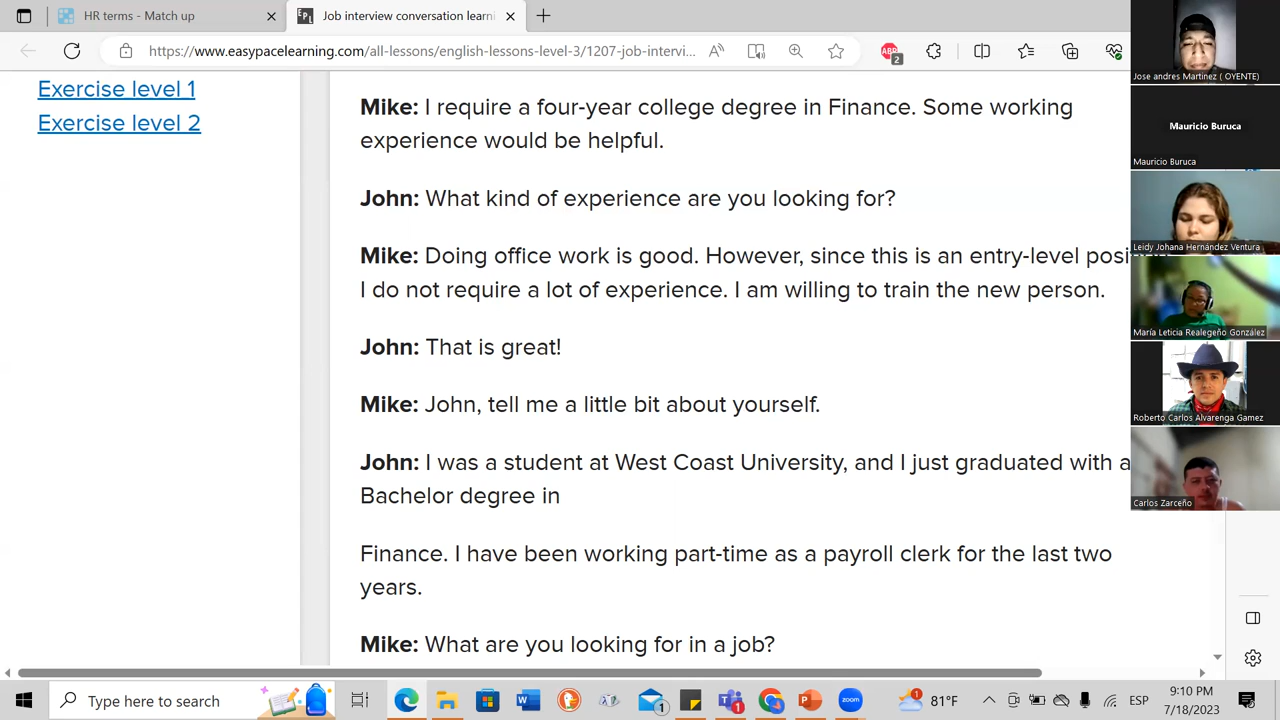 HR terms - Match up
Job interview conversation learni
https://www.easypacelearning.com/all-lessons/english-lessons-level-3/1207-job-intervi...
ABP
2
Exercise level 1
Exercise level 2
Mike: I require a four-year college degree in Finance. Some working
experience would be helpful.
John: What kind of experience are you looking for?
Mike: Doing office work is good. However, since this is an entry-level posi
I do not require a lot of experience. I am willing to train the new person.
John: That is great!
Mike: John, tell me a little bit about yourself.
John: I was a student at West Coast University, and I just graduated with a
Bachelor degree in
Finance. I have been working part-time as a payroll clerk for the last two
years.
Mike: What are you looking for in a job?
Jose andres Martinez ( OYENTE)
Mauricio Buruca
Mauricio Buruca
Leidy Johana Hernández Ventura
María Leticia Realegeño González
Roberto Carlos Alvarenga Gamez
Carlos Zarceño
Type here to search
1
1
zoom
1
81°F
ESP
9:10 PM
7/18/2023